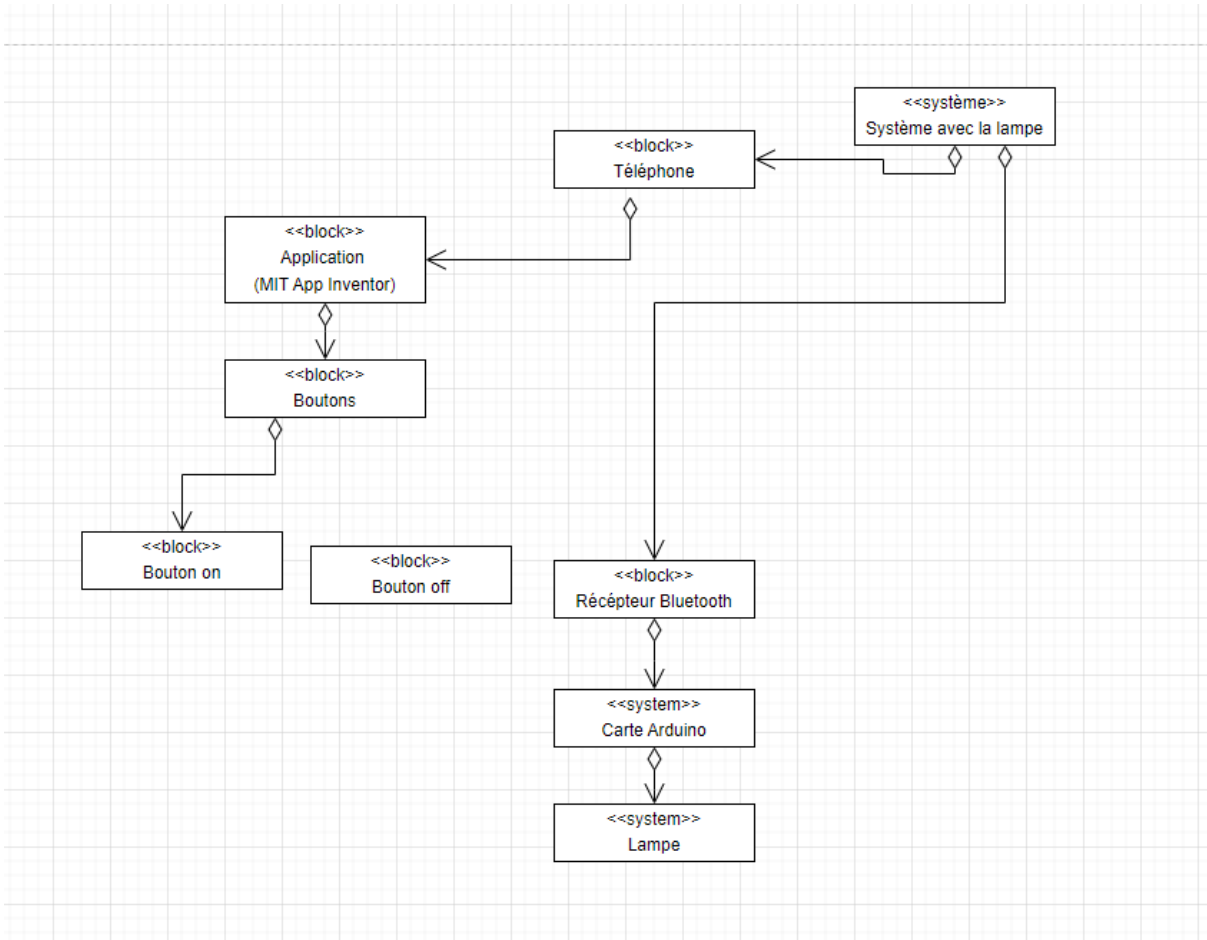 <<système>>
Système avec la lampe
<<block>>
Téléphone
<<block>>
Application
(MIT App Inventor)
<<block>>
Boutons
<<block>>
Bouton on
<<block>>
Bouton off
<<block>>
Récépteur Bluetooth
<<system>>
Carte Arduino
<<system>>
Lampe